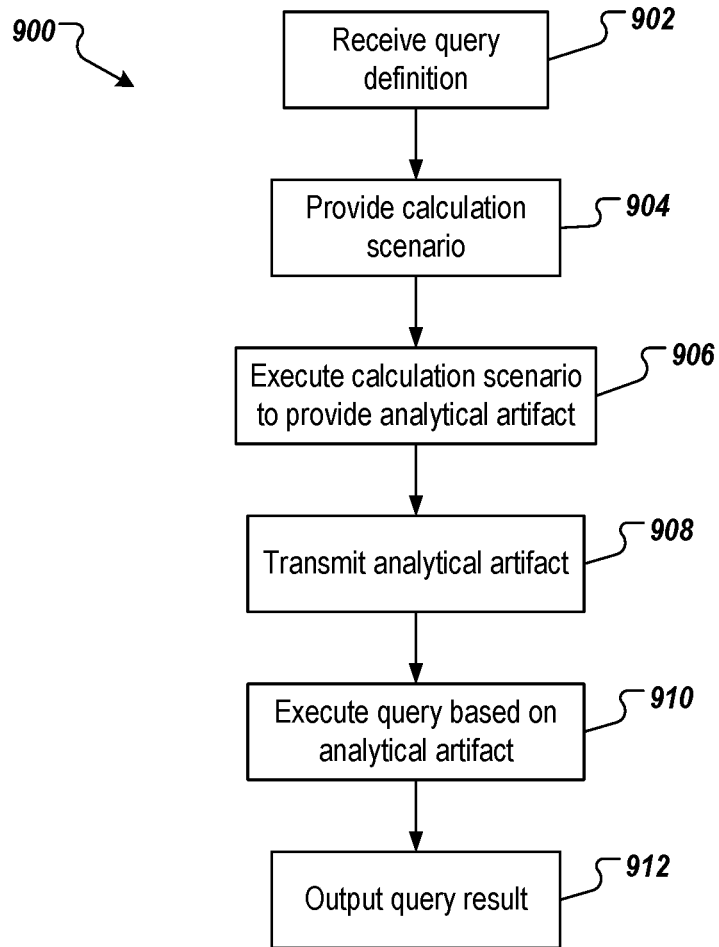 900
902
Receive query
definition
904
Provide calculation
scenario
906
Execute calculation scenario
to provide analytical artifact
908
Transmit analytical artifact
910
Execute query based on
analytical artifact
912
Output query result